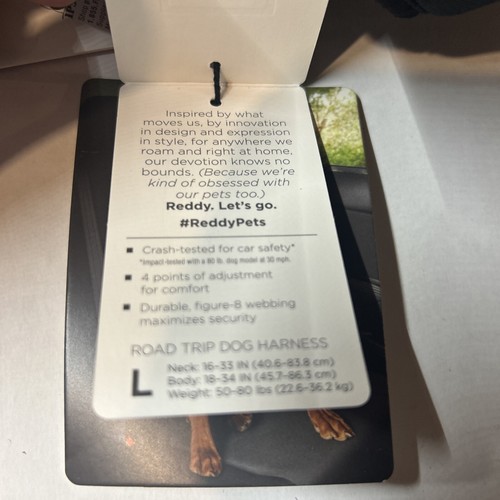 Inspired by what
moves us, by innovation
in design and expression
in style, for anywhere we
roam and right at home,
our devotion knows no
bounds. (Because we're
kind of obsessed with
our pets too.)
Reddy. Let's go.
#ReddyPets
▪ Crash-tested for car safety*
*Impact-tested with a 80 lb. dog model at 30 mph.
▪ 4 points of adjustment
for comfort
▪ Durable, figure-8 webbing
maximizes security
ROAD TRIP DOG HARNESS
L
Neck: 16-33 IN (40.6-83.8 cm)
Body: 18-34 IN (45.7-86.3 cm)
Weight: 50-80 lbs (22.6-36.2 kg)